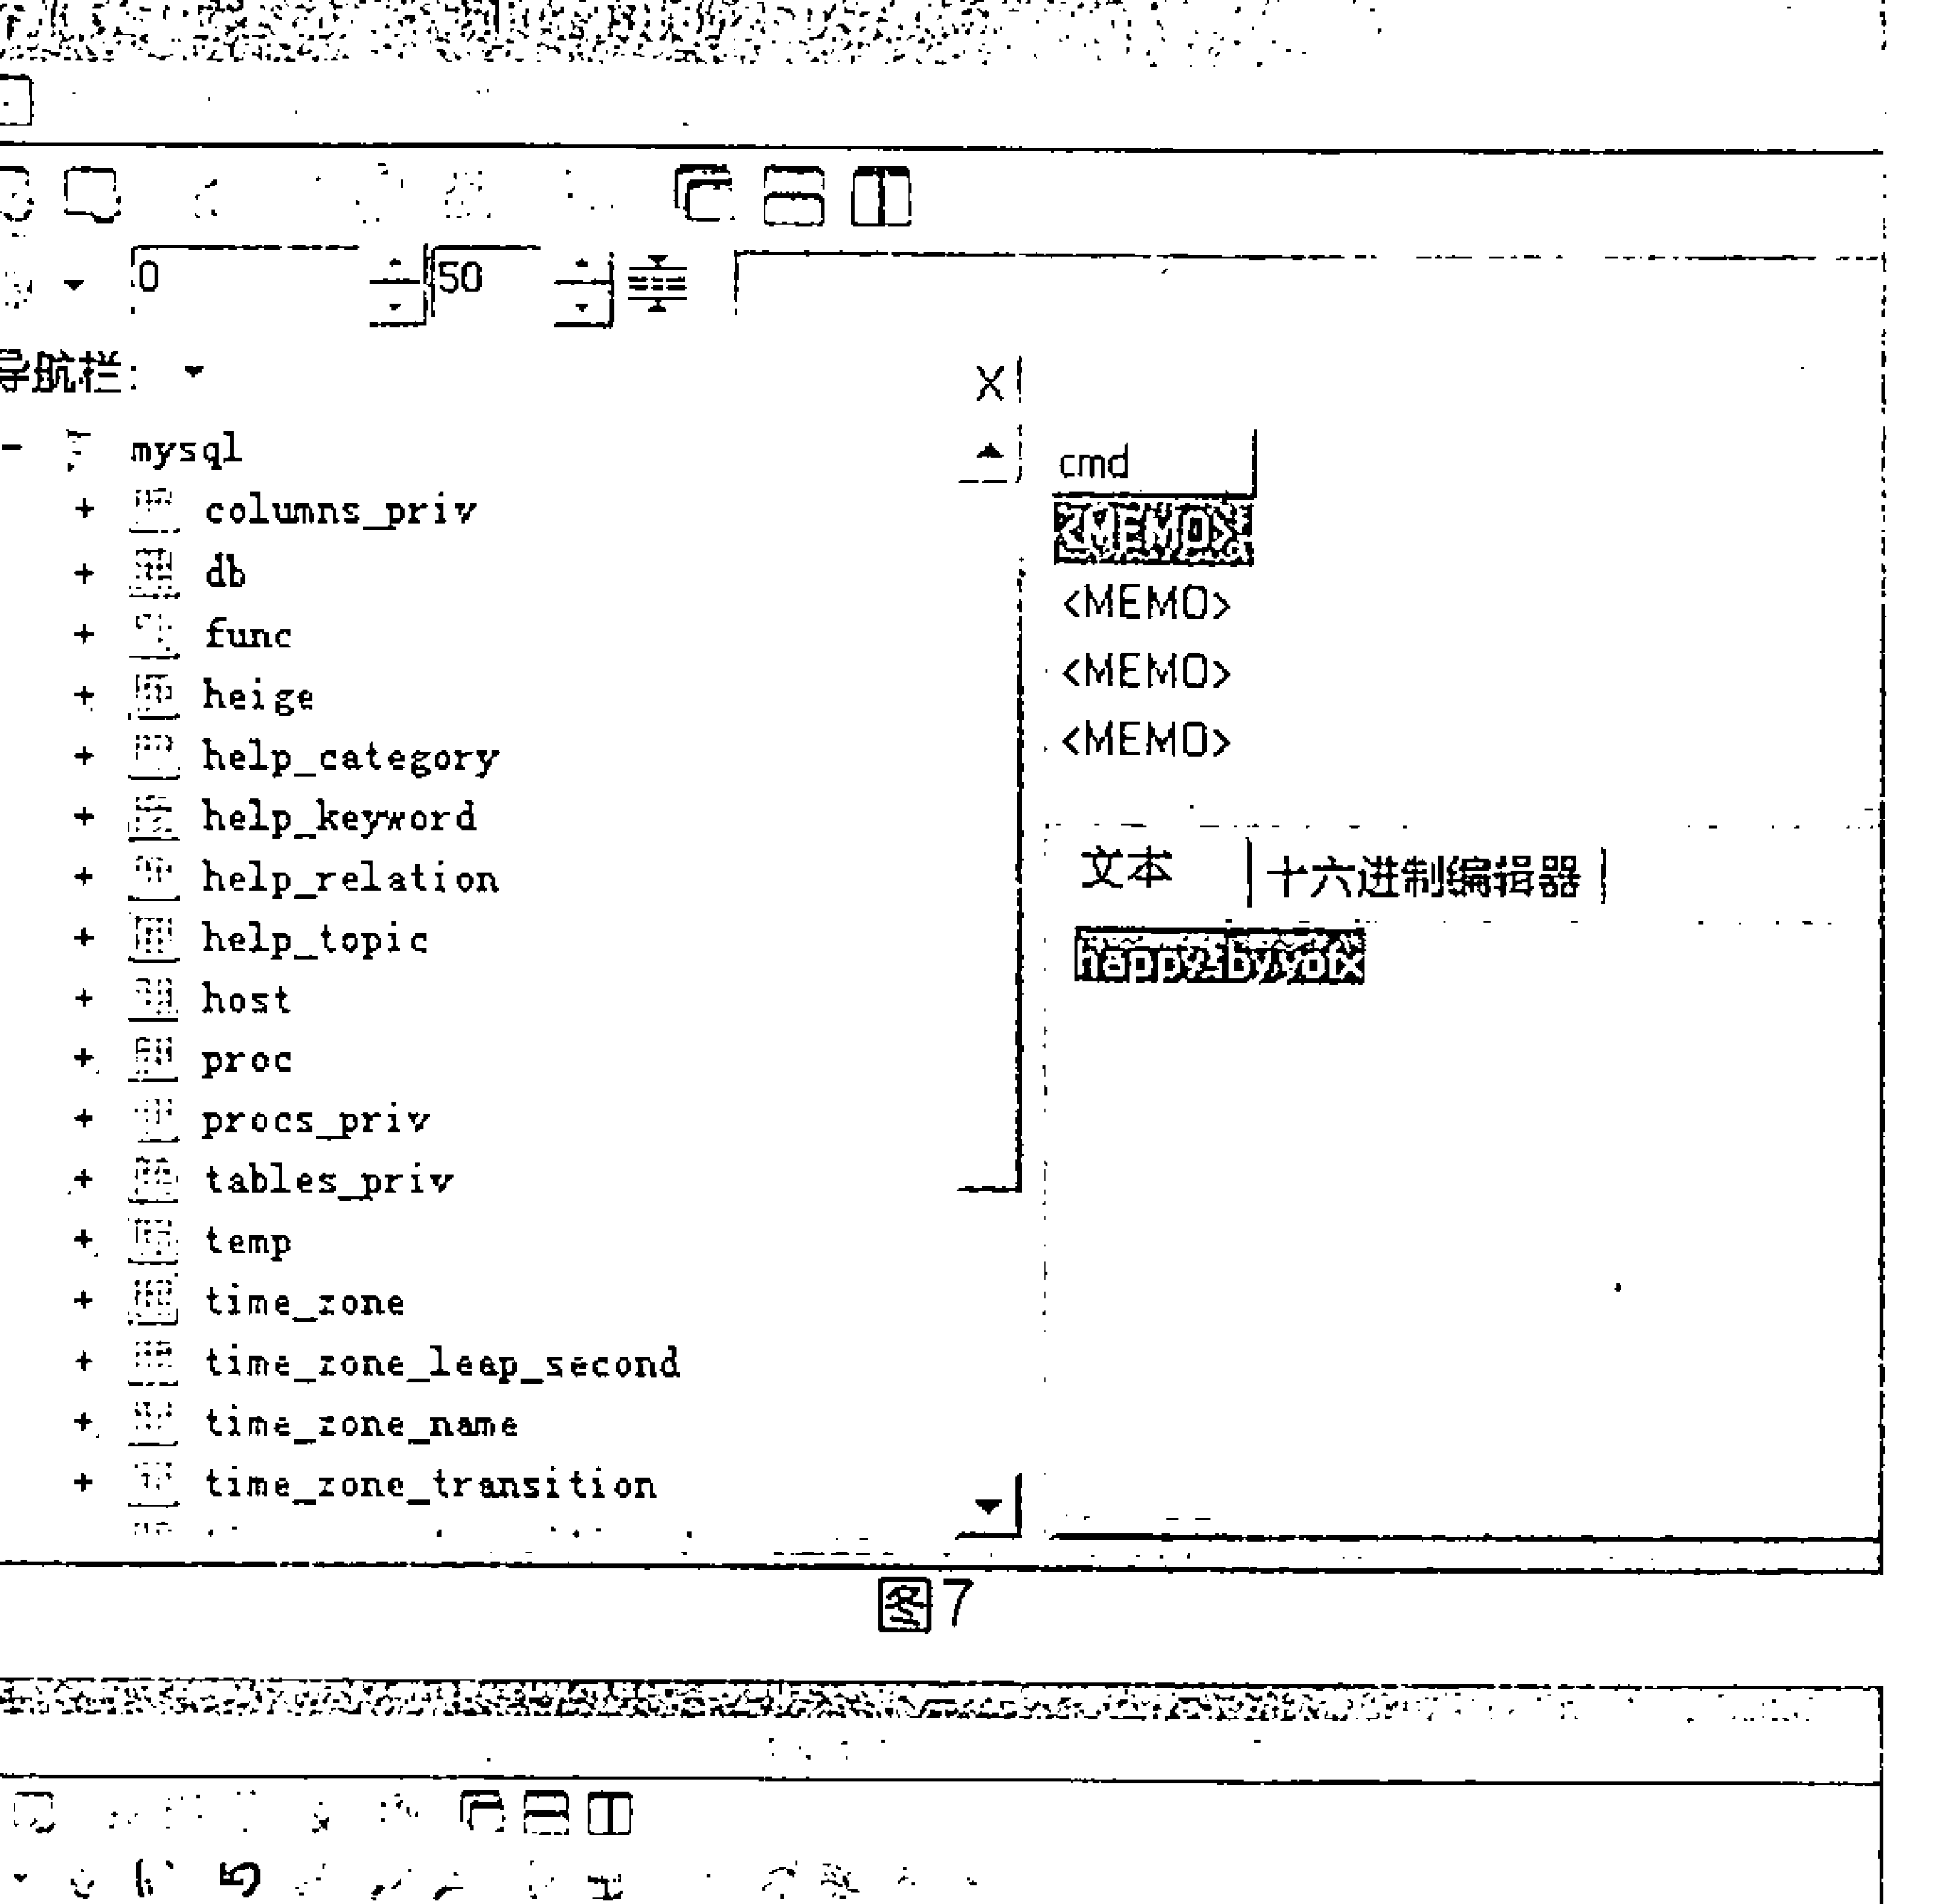 0
50
导航栏:
X
mysql
columns_priv
db
func
heige
help_category
help_keyword
help_relation
help_topic
host
proc
procs_priv
tables_priv
temp
time_zone
time_zone_leap_second
time_zone_name
time_zone_transition
cmd
<MEMO>
<MEMO>
<MEMO>
<MEMO>
文本
十六进制编辑器
图7